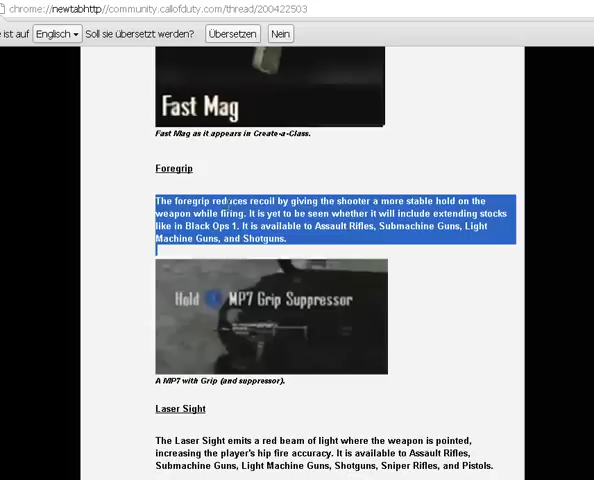 chrome://newtabhttp//community.callofduty.com/thread/200422503
e ist auf Englisch Soll sie übersetzt werden? Übersetzen Nein
Fast Mag
Fast Mag as it appears in Create-a-Class.
Foregrip
The foregrip reduces recoil by giving the shooter a more stable hold on the
weapon while firing. It is yet to be seen whether it will include extending stocks
like in Black Ops 1. It is available to Assault Rifles, Submachine Guns, Light
Machine Guns, and Shotguns.
Hold MP7 Grip Suppressor
A MP7 with Grip (and suppressor).
Laser Sight
The Laser Sight emits a red beam of light where the weapon is pointed,
increasing the player's hip fire accuracy. It is available to Assault Rifles,
Submachine Guns, Light Machine Guns, Shotguns, Sniper Rifles, and Pistols.